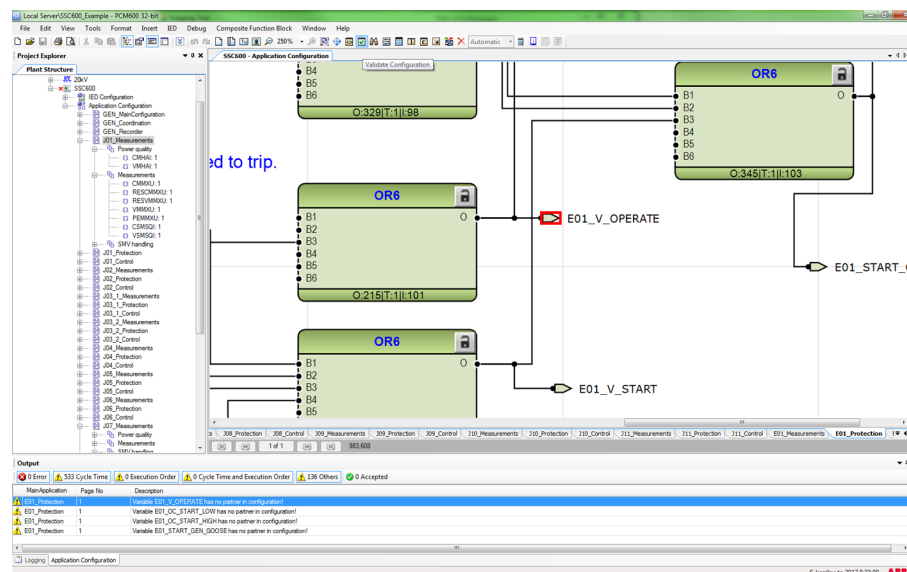 Local Server\SSC600_Example - PCM600 32-bit
File Edit View Tools Format Insert IED Debug Composite Function Block Window Help
250%
Automatic
Project Explorer
SSC600 - Application Configuration
Validate Configuration
Plant Structure
20kV
SSC600
IED Configuration
Application Configuration
GEN_MainConfiguration
GEN_Coordination
GEN_Recorder
J01_Measurements
Power quality
CMHAI: 1
VMHAI: 1
Measurements
CMMXU: 1
RESCMMXU: 1
RESVMMXU: 1
VMMXU: 1
PEMMXU: 1
CSMSQI: 1
VSMSQI: 1
SMV handling
J01_Protection
J01_Control
J02_Measurements
J02_Protection
J02_Control
J03_1_Measurements
J03_1_Protection
J03_1_Control
J03_2_Measurements
J03_2_Protection
J03_2_Control
J04_Measurements
J04_Protection
J04_Control
J05_Measurements
J05_Protection
J05_Control
J06_Measurements
J06_Protection
J06_Control
J07_Measurements
Power quality
Measurements
SMV handling
B4
B5
B6
O:329|T:1|I:98
ed to trip.
OR6
B1 O
B2
B3
B4
B5
B6
O:215|T:1|I:101
E01_V_OPERATE
OR6
B1 O
B2
B3
B4
B5
E01_V_START
OR6
B1 O
B2
B3
B4
B5
B6
O:345|T:1|I:103
E01_START_
J08_Protection J08_Control J09_Measurements J09_Protection J09_Control J10_Measurements J10_Protection J10_Control J11_Measurements J11_Protection J11_Control E01_Measurements E01_Protection
1 of 1 983,608
Output
0 Error 533 Cycle Time 0 Execution Order 0 Cycle Time and Execution Order 136 Others 0 Accepted
MainApplication Page No Description
E01_Protection 1 Variable E01_V_OPERATE has no partner in configuration!
E01_Protection 1 Variable E01_OC_START_LOW has no partner in configuration!
E01_Protection 1 Variable E01_OC_START_HIGH has no partner in configuration!
E01_Protection 1 Variable E01_START_GEN_GOOSE has no partner in configuration!
Logging Application Configuration
ABB